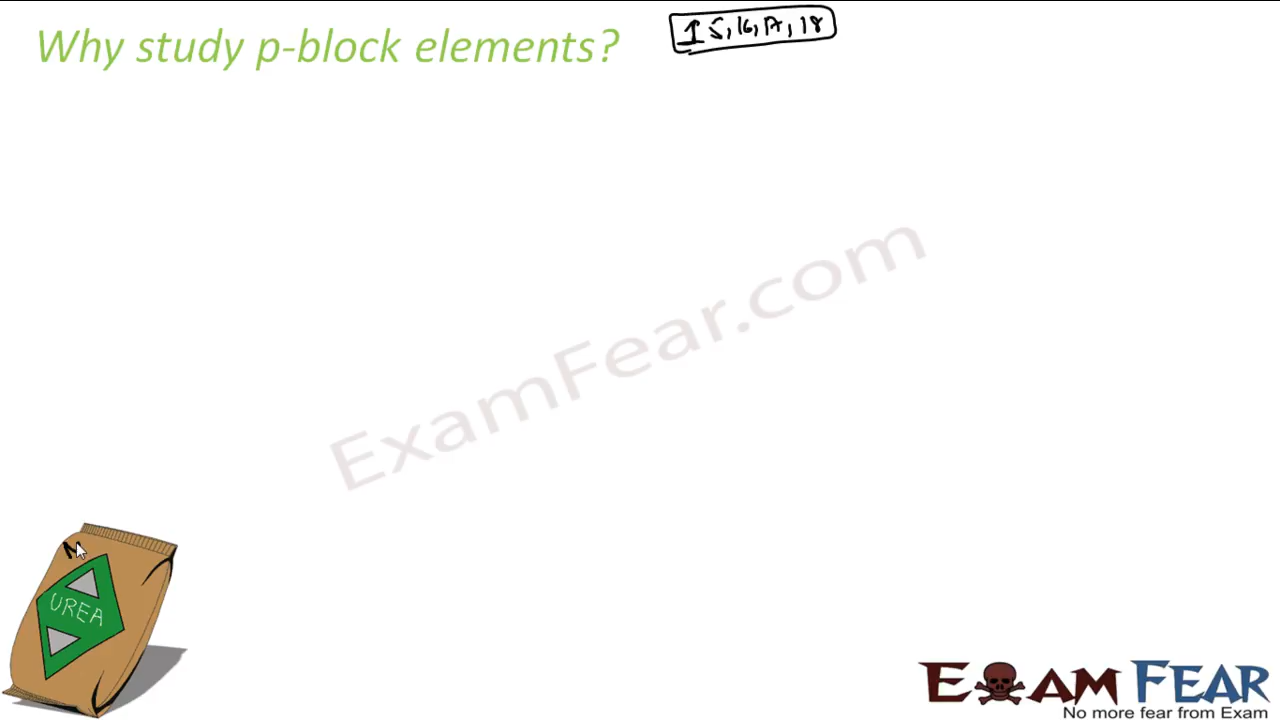 Why study p-block elements?
15, 16, 17, 18
ExamFear.com
N
UREA
EXAM FEAR
No more fear from Exam